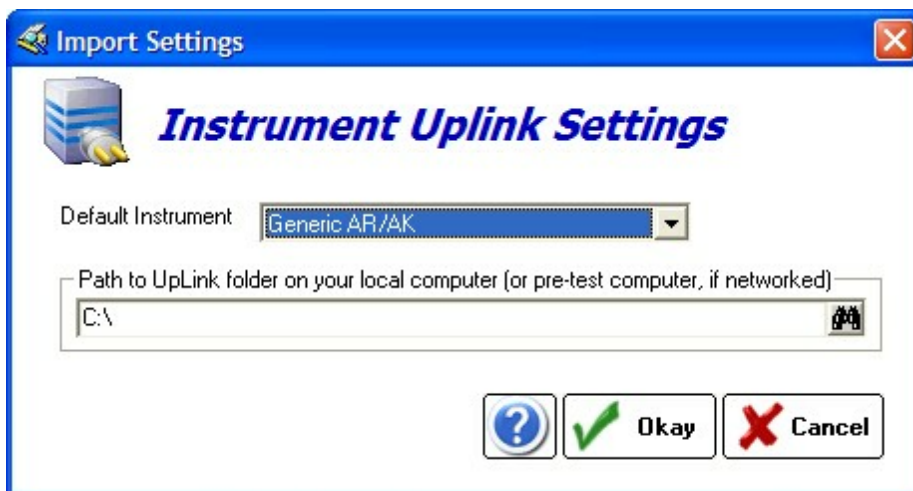 Import Settings
Instrument Uplink Settings
Default Instrument Generic AR/AK
Path to UpLink folder on your local computer (or pre-test computer, if networked)
C:\
? Okay Cancel